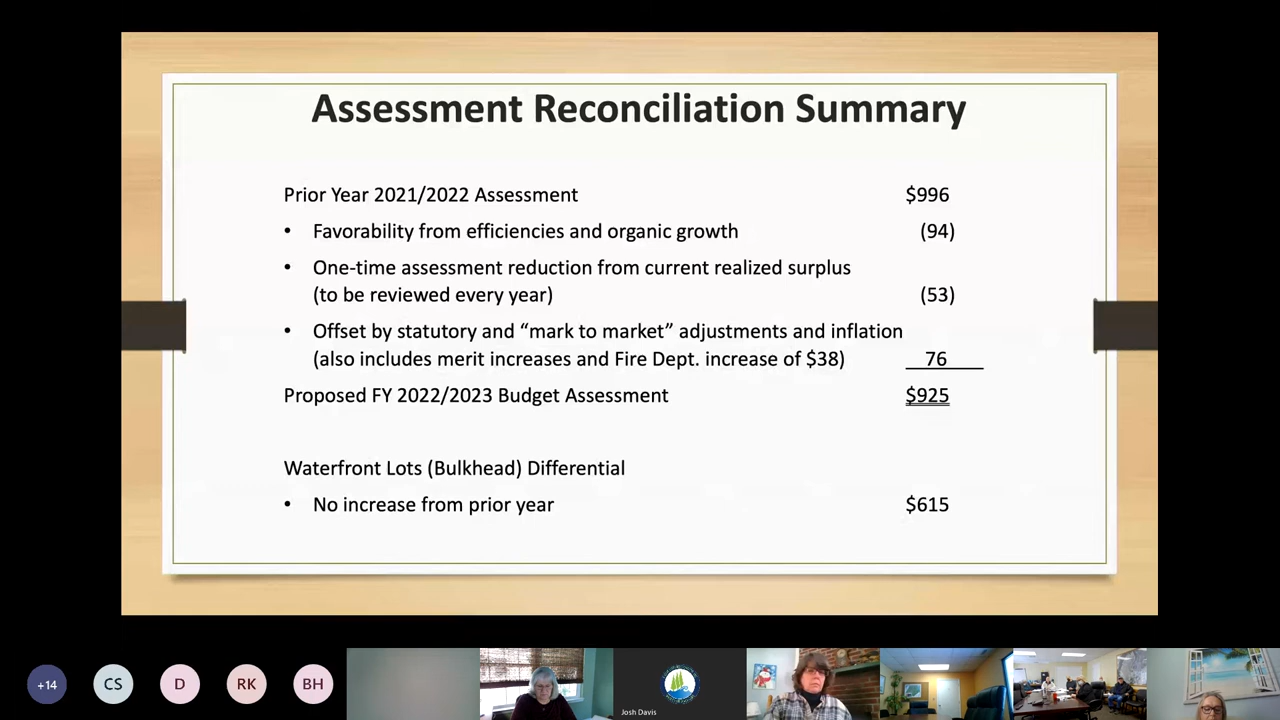 Assessment Reconciliation Summary
Prior Year 2021/2022 Assessment $996
• Favorability from efficiencies and organic growth (94)
• One-time assessment reduction from current realized surplus
(to be reviewed every year) (53)
• Offset by statutory and “mark to market” adjustments and inflation
(also includes merit increases and Fire Dept. increase of $38) 76
Proposed FY 2022/2023 Budget Assessment $925
Waterfront Lots (Bulkhead) Differential
• No increase from prior year $615
+14 CS D RK BH
Josh Davis